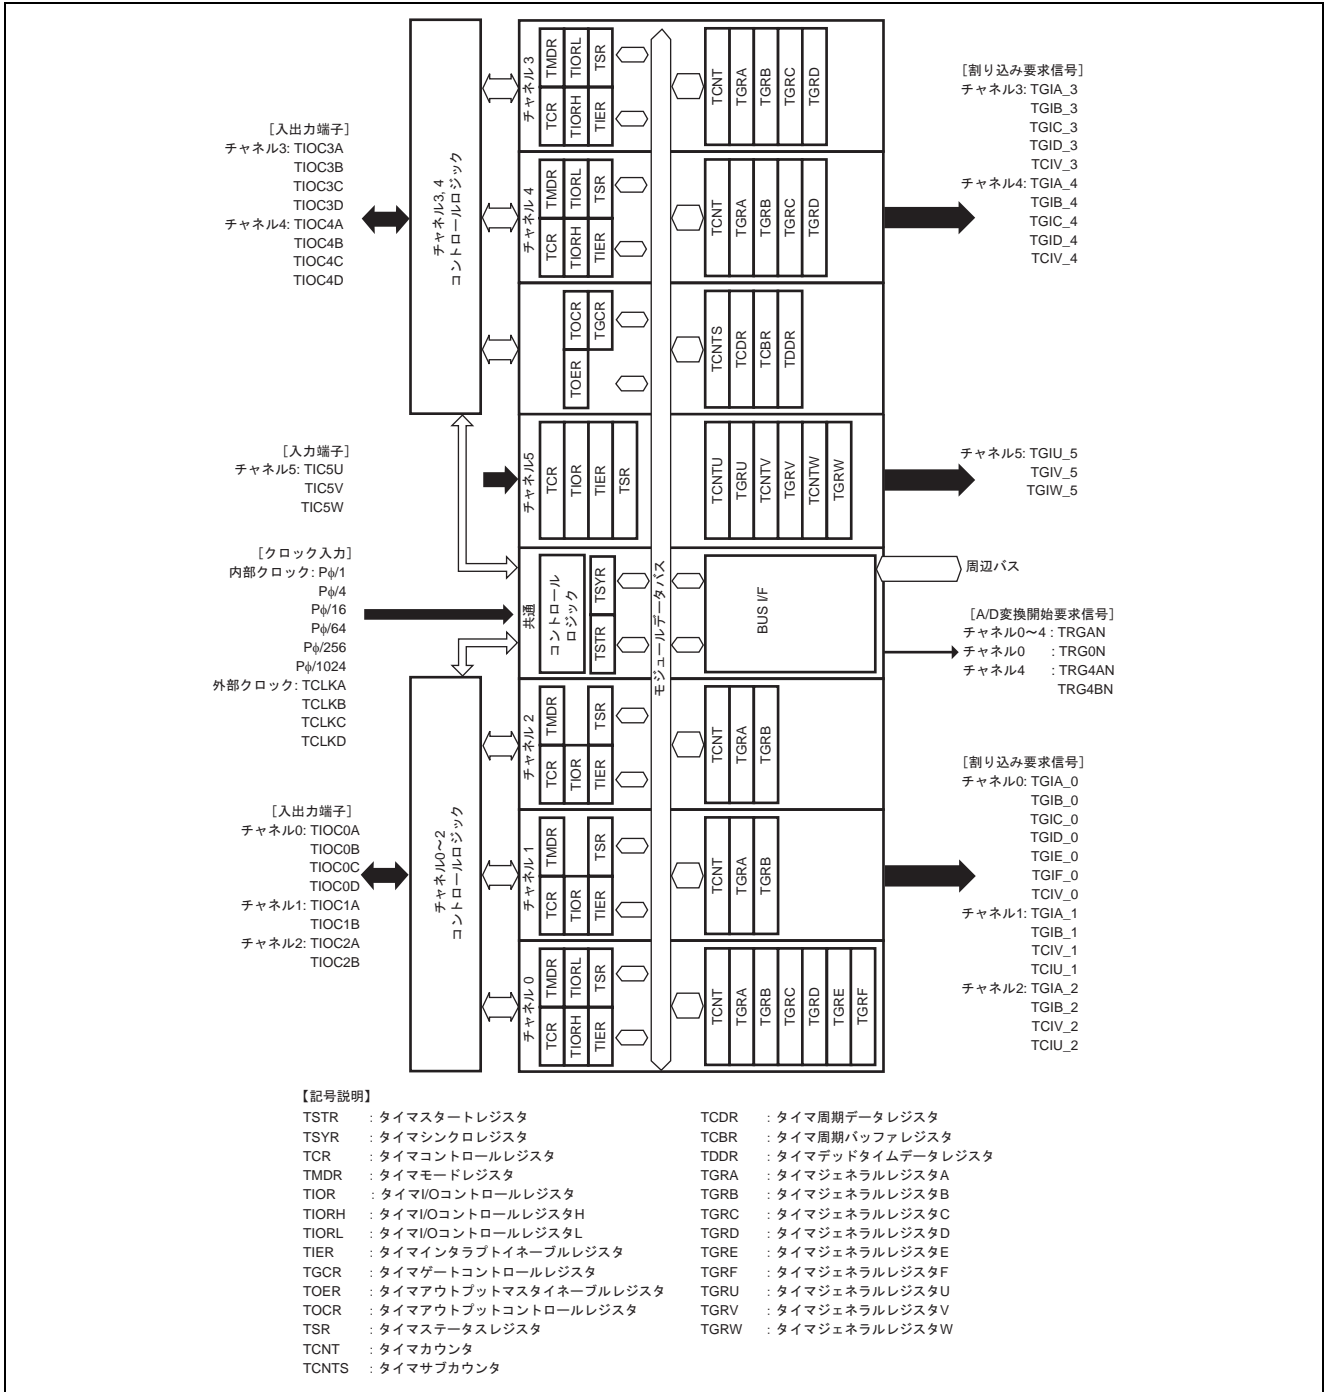 [入出力端子]
チャネル3: TIOC3A
TIOC3B
TIOC3C
TIOC3D
チャネル4: TIOC4A
TIOC4B
TIOC4C
TIOC4D
[入力端子]
チャネル5: TIC5U
TIC5V
TIC5W
[クロック入力]
内部クロック: Pφ/1
Pφ/4
Pφ/16
Pφ/64
Pφ/256
Pφ/1024
外部クロック: TCLKA
TCLKB
TCLKC
TCLKD
[入出力端子]
チャネル0: TIOC0A
TIOC0B
TIOC0C
TIOC0D
チャネル1: TIOC1A
TIOC1B
チャネル2: TIOC2A
TIOC2B
チャネル3, 4
コントロールロジック
チャネル0～2
コントロールロジック
チャネル 3
TCR TMDR
TIORH TIORL
TIER TSR
TCNT
TGRA
TGRB
TGRC
TGRD
チャネル 4
TCR TMDR
TIORH TIORL
TIER TSR
TCNT
TGRA
TGRB
TGRC
TGRD
TOER TOCR
TGCR
TCNTS
TCDR
TCBR
TDDR
チャネル5
TCR
TIOR
TIER
TSR
TCNTU
TGRU
TCNTV
TGRV
TCNTW
TGRW
共通
コントロール
ロジック
TSTR TSYR
モジュールデータバス
BUS I/F
チャネル 2
TCR TMDR
TIOR
TIER TSR
TCNT
TGRA
TGRB
チャネル 1
TCR TMDR
TIOR
TIER TSR
TCNT
TGRA
TGRB
チャネル 0
TCR TMDR
TIORH TIORL
TIER TSR
TCNT
TGRA
TGRB
TGRC
TGRD
TGRE
TGRF
[割り込み要求信号]
チャネル3: TGIA_3
TGIB_3
TGIC_3
TGID_3
TCIV_3
チャネル4: TGIA_4
TGIB_4
TGIC_4
TGID_4
TCIV_4
チャネル5: TGIU_5
TGIV_5
TGIW_5
周辺バス
[A/D変換開始要求信号]
チャネル0～4 : TRGAN
チャネル0 : TRG0N
チャネル4 : TRG4AN
TRG4BN
[割り込み要求信号]
チャネル0: TGIA_0
TGIB_0
TGIC_0
TGID_0
TGIE_0
TGIF_0
TCIV_0
チャネル1: TGIA_1
TGIB_1
TCIV_1
TCIU_1
チャネル2: TGIA_2
TGIB_2
TCIV_2
TCIU_2
【記号説明】
TSTR : タイマスタートレジスタ
TSYR : タイマシンクロレジスタ
TCR : タイマコントロールレジスタ
TMDR : タイマモードレジスタ
TIOR : タイマI/Oコントロールレジスタ
TIORH : タイマI/OコントロールレジスタH
TIORL : タイマI/OコントロールレジスタL
TIER : タイマインタラプトイネーブルレジスタ
TGCR : タイマゲートコントロールレジスタ
TOER : タイマアウトプットマスタイネーブルレジスタ
TOCR : タイマアウトプットコントロールレジスタ
TSR : タイマステータスレジスタ
TCNT : タイマカウンタ
TCNTS : タイマサブカウンタ
TCDR : タイマ周期データレジスタ
TCBR : タイマ周期バッファレジスタ
TDDR : タイマデッドタイムデータレジスタ
TGRA : タイマジェネラルレジスタA
TGRB : タイマジェネラルレジスタB
TGRC : タイマジェネラルレジスタC
TGRD : タイマジェネラルレジスタD
TGRE : タイマジェネラルレジスタE
TGRF : タイマジェネラルレジスタF
TGRU : タイマジェネラルレジスタU
TGRV : タイマジェネラルレジスタV
TGRW : タイマジェネラルレジスタW